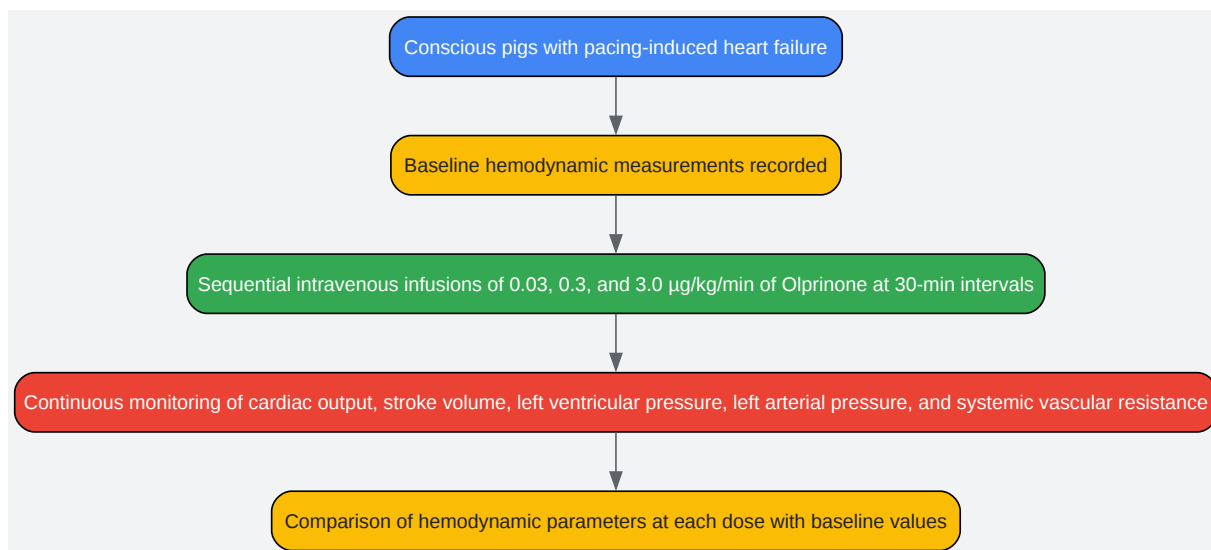 Conscious pigs with pacing-induced heart failure
Baseline hemodynamic measurements recorded
Sequential intravenous infusions of 0.03, 0.3, and 3.0 µg/kg/min of Olprinone at 30-min intervals
Continuous monitoring of cardiac output, stroke volume, left ventricular pressure, left arterial pressure, and systemic vascular resistance
Comparison of hemodynamic parameters at each dose with baseline values